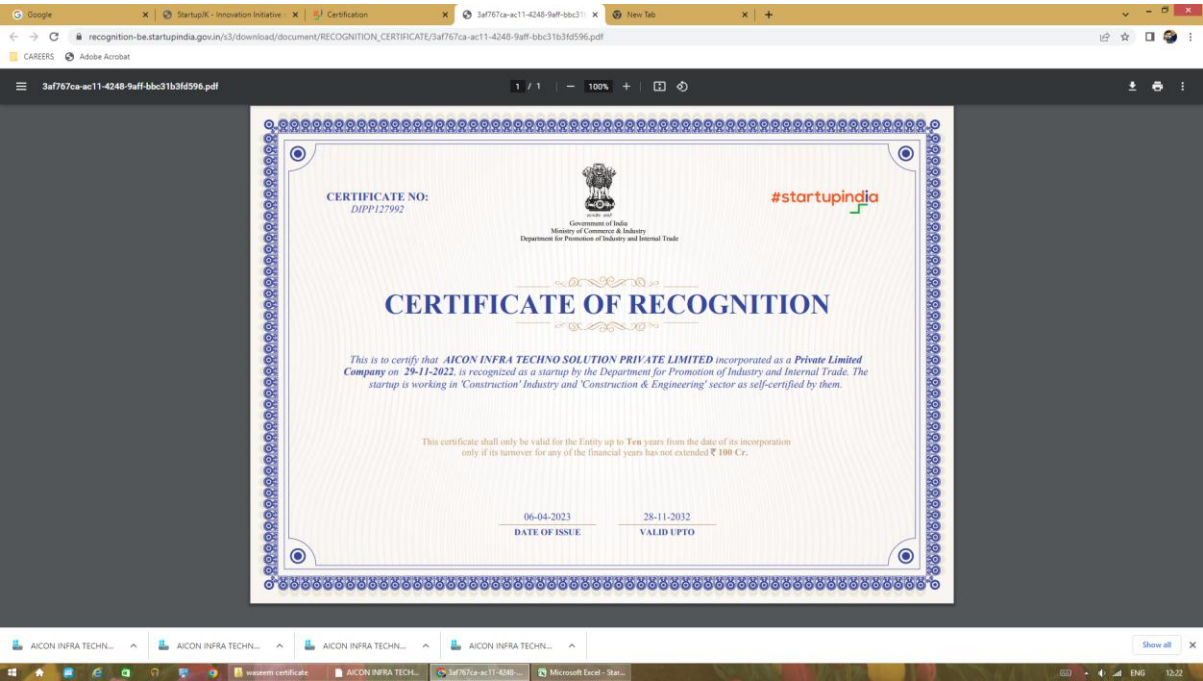 Google
StartupJK - Innovation Initiative
Certification
3af767ca-ac11-4248-9aff-bbc31
New Tab
recognition-be.startupindia.gov.in/s3/download/document/RECOGNITION_CERTIFICATE/3af767ca-ac11-4248-9aff-bbc31b3fd596.pdf
CAREERS Adobe Acrobat
3af767ca-ac11-4248-9aff-bbc31b3fd596.pdf 1 / 1 100%
CERTIFICATE NO:
DIPP127992
#startupindia
Government of India
Ministry of Commerce & Industry
Department for Promotion of Industry and Internal Trade
CERTIFICATE OF RECOGNITION
This is to certify that AICON INFRA TECHNO SOLUTION PRIVATE LIMITED incorporated as a Private Limited
Company on 29-11-2022, is recognized as a startup by the Department for Promotion of Industry and Internal Trade. The
startup is working in 'Construction' Industry and 'Construction & Engineering' sector as self-certified by them.
This certificate shall only be valid for the Entity up to Ten years from the date of its incorporation
only if its turnover for any of the financial years has not extended ₹ 100 Cr.
06-04-2023 28-11-2032
DATE OF ISSUE VALID UPTO
AICON INFRA TECHN... AICON INFRA TECHN... AICON INFRA TECHN... AICON INFRA TECHN... Show all
waseem certificate AICON INFRA TECH... 3af767ca-ac11-4248-... Microsoft Excel - Star... ENG 12:22